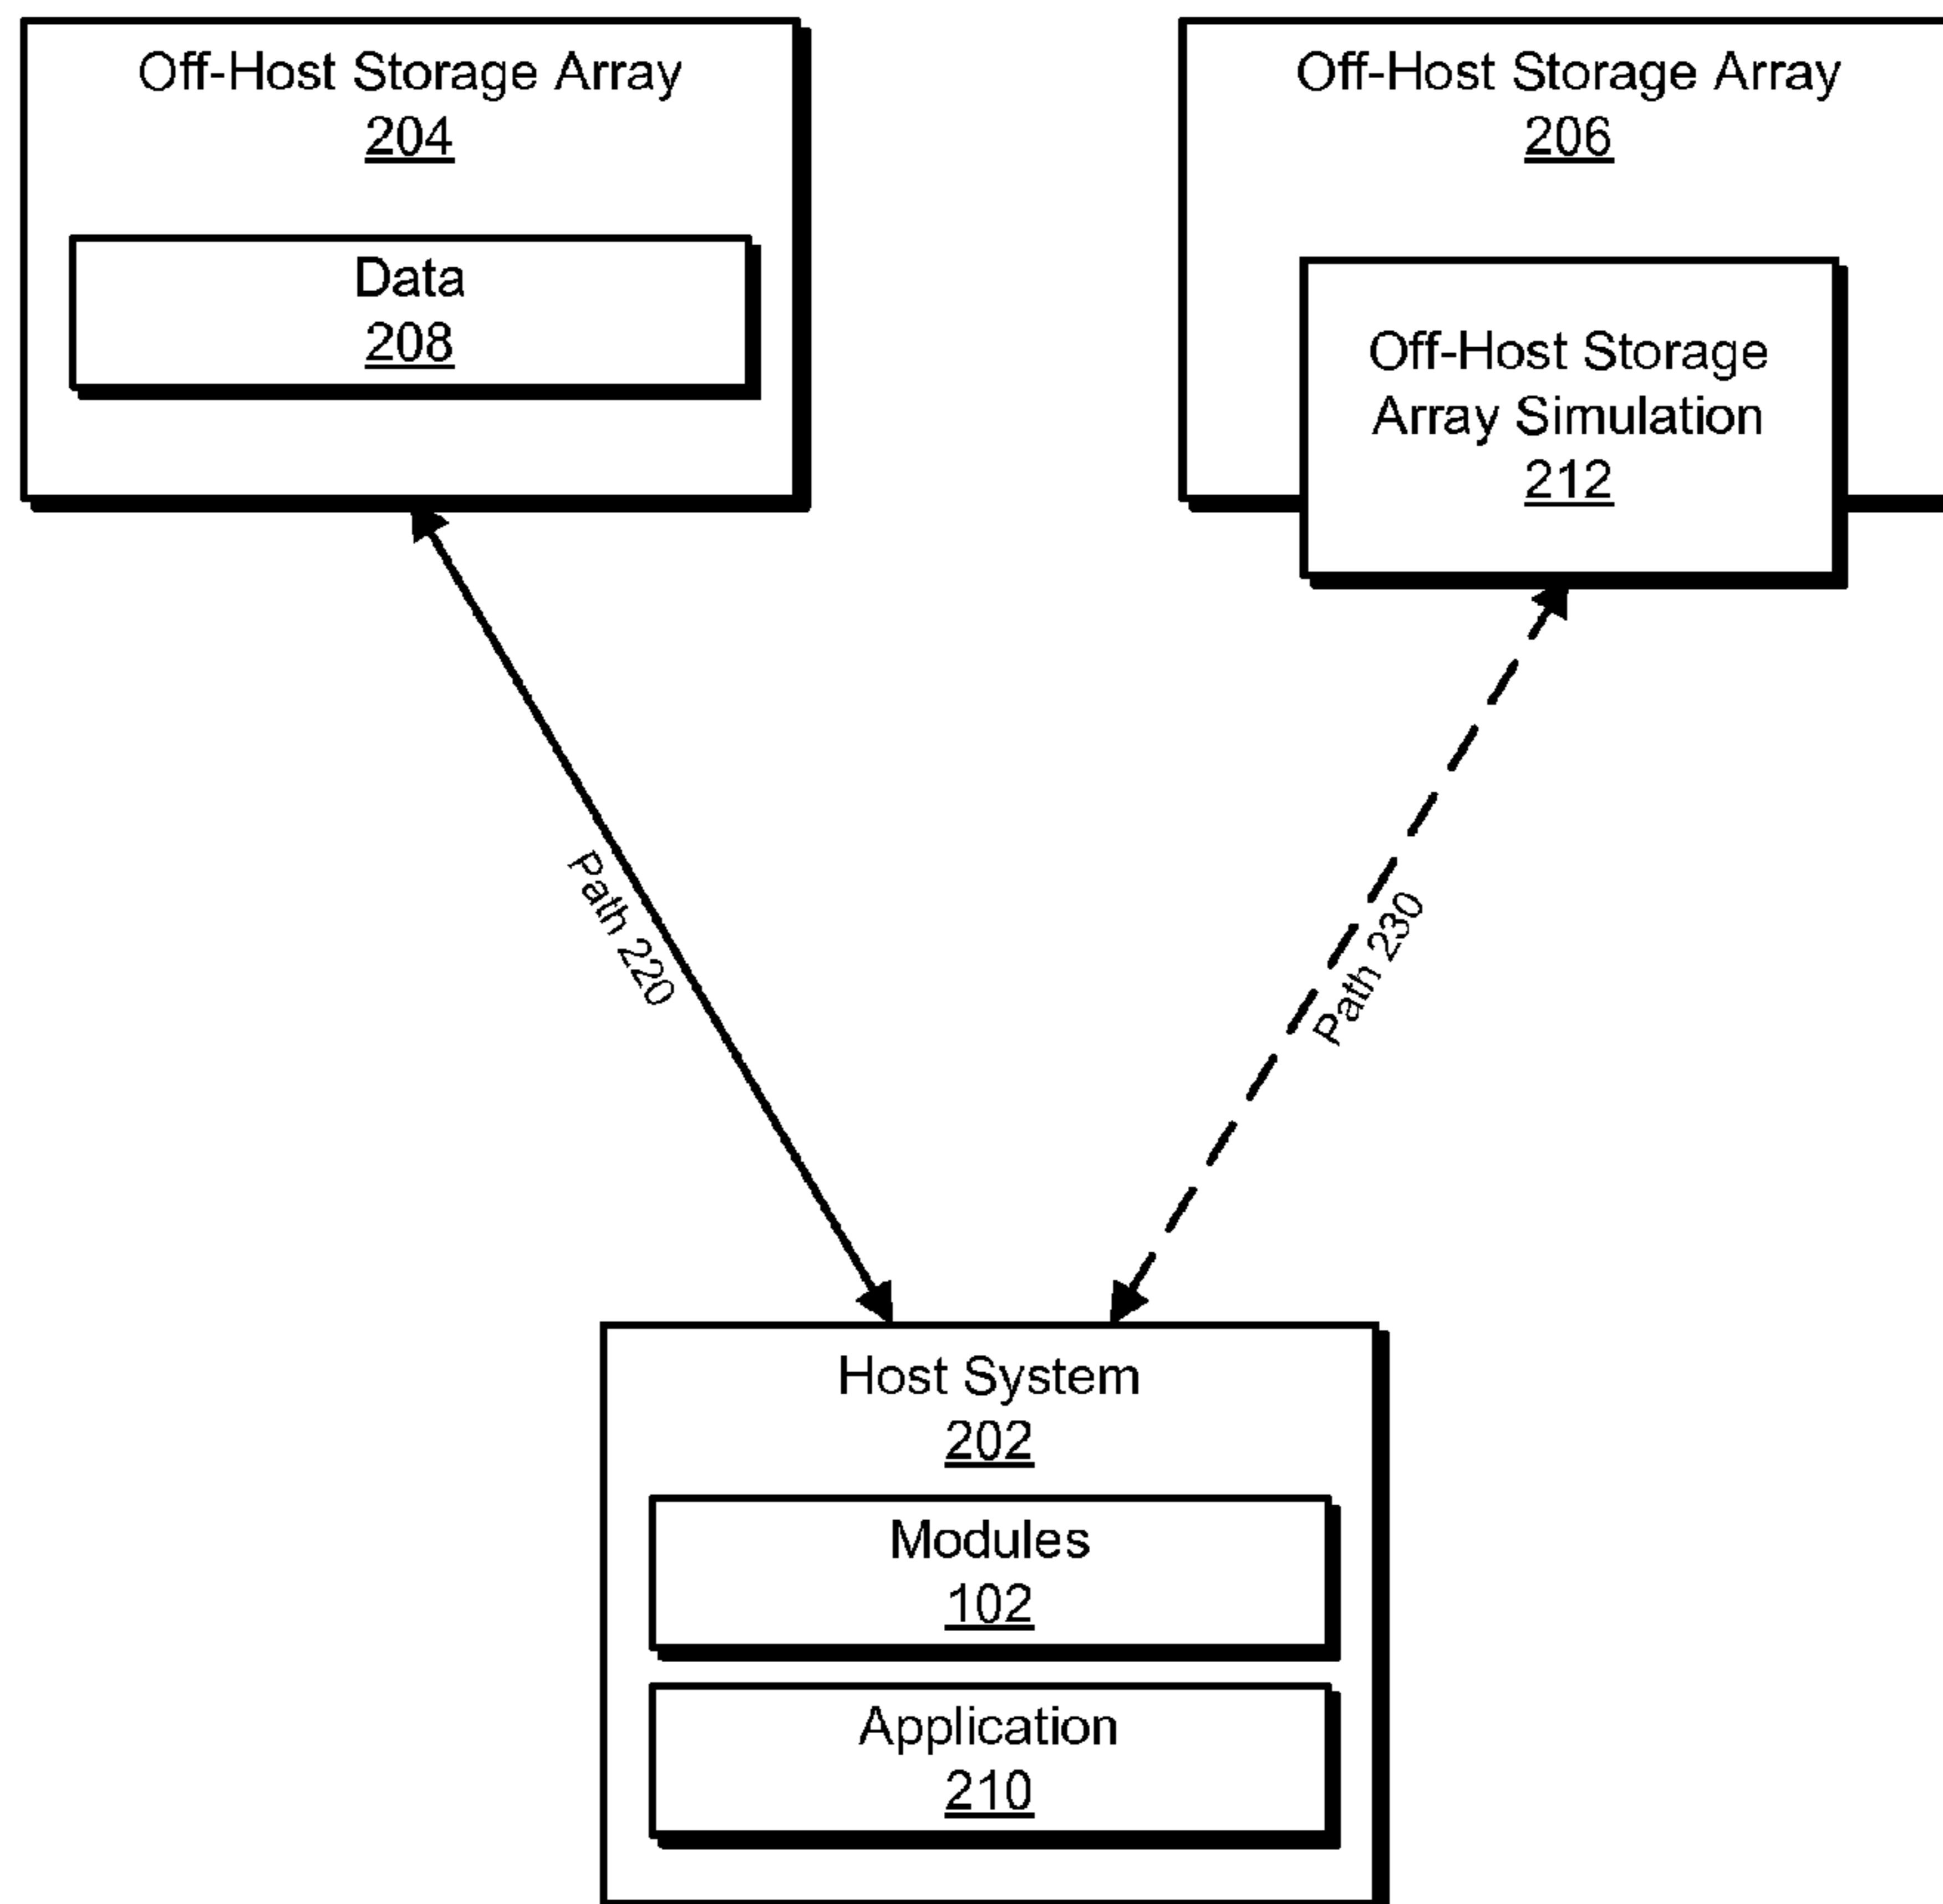 Off-Host Storage Array
204
Data
208
Off-Host Storage Array
206
Off-Host Storage
Array Simulation
212
Path 220
Path 230
Host System
202
Modules
102
Application
210